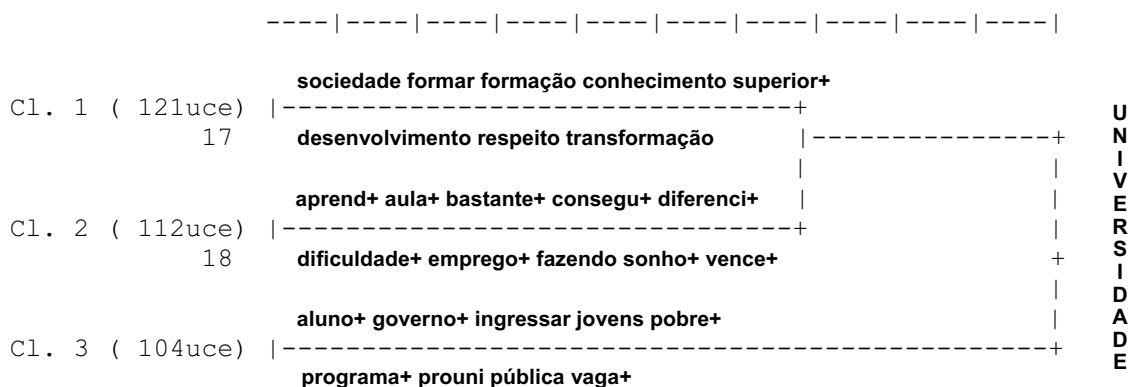 ----|----|----|----|----|----|----|----|----|----|
sociedade formar formação conhecimento superior+
Cl. 1 ( 121uce) |---------------------------------+
17 desenvolvimento respeito transformação |---------------+
aprend+ aula+ bastante+ consegu+ diferenci+
Cl. 2 ( 112uce) |---------------------------------+
18 dificuldade+ emprego+ fazendo sonho+ vence+ +
aluno+ governo+ ingressar jovens pobre+
Cl. 3 ( 104uce) |-------------------------------------------------+
programa+ prouni pública vaga+
UNIVERSIDADE